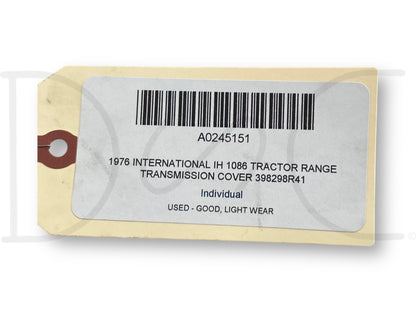 A0245151
1976 INTERNATIONAL IH 1086 TRACTOR RANGE
TRANSMISSION COVER 398298R41
Individual
USED - GOOD, LIGHT WEAR